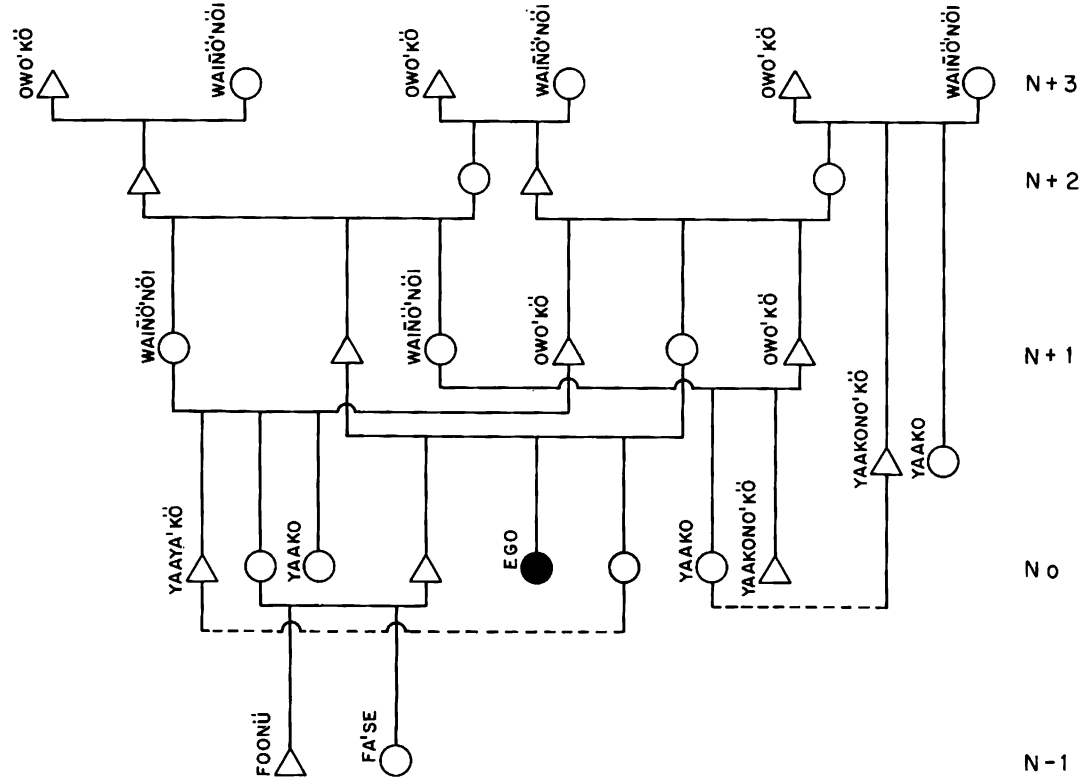 OWO'KÖ
WAIÑÖ'NÖI
OWO'KÖ
WAIÑÖ'NÖI
OWO'KÖ
WAIÑÖ'NÖI
N + 3
N + 2
WAIÑÖ'NÖI
WAIÑÖ'NÖI
OWO'KÖ
OWO'KÖ
N + 1
YAAKONO'KÖ
YAAKO
YAAYA'KÖ
YAAKO
EGO
YAAKO
YAAKONO'KÖ
No
FOONÜ
FA'SE
N - 1